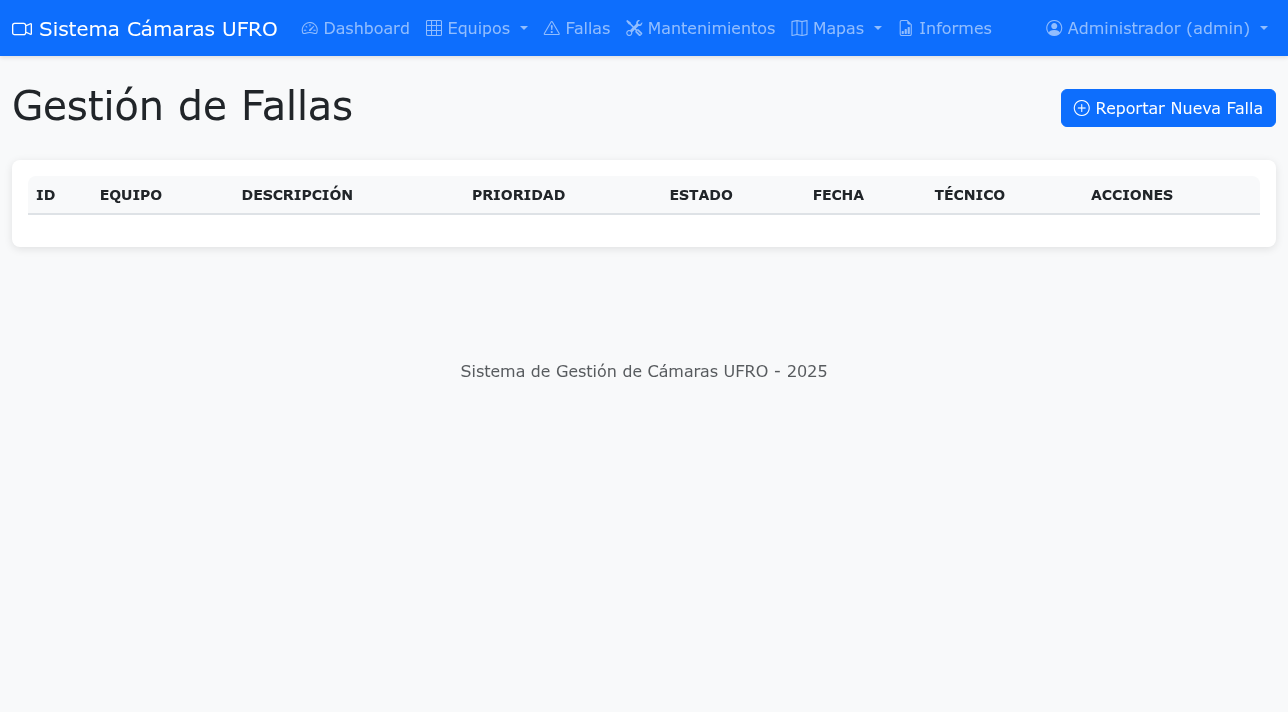 Sistema Cámaras UFRO Dashboard Equipos Fallas Mantenimientos Mapas Informes Administrador (admin)
Gestión de Fallas
Reportar Nueva Falla
ID EQUIPO DESCRIPCIÓN PRIORIDAD ESTADO FECHA TÉCNICO ACCIONES
Sistema de Gestión de Cámaras UFRO - 2025